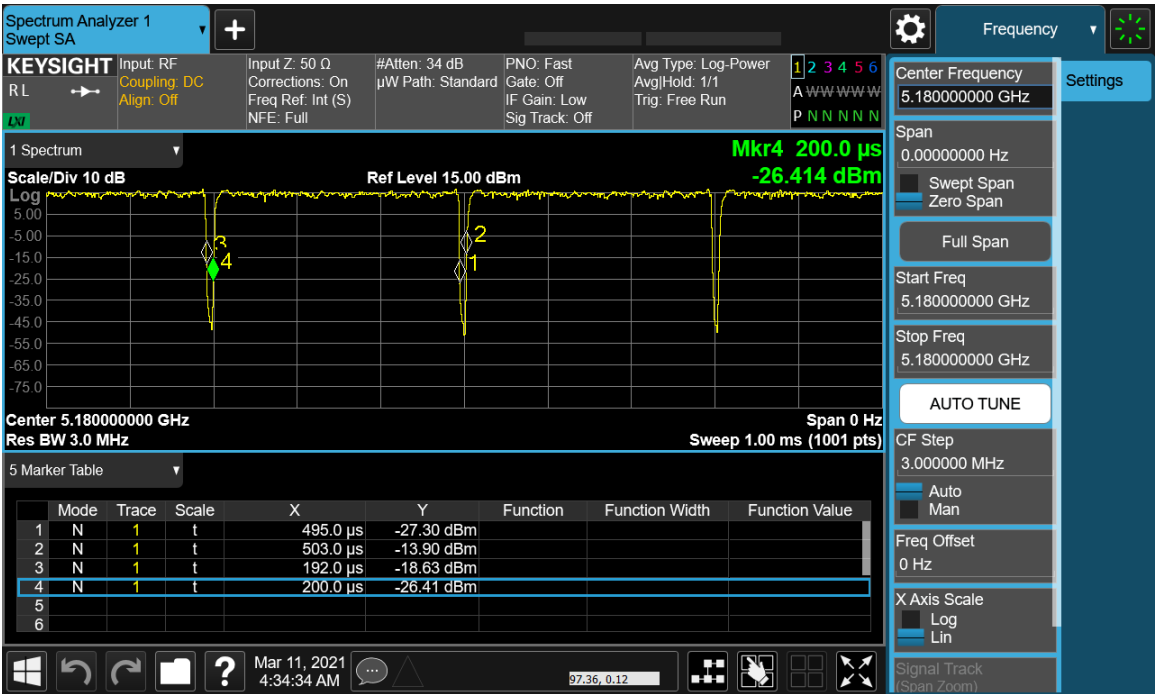 Spectrum Analyzer 1
Swept SA
+
Frequency
KEYSIGHT
RL
LXI
Input: RF
Coupling: DC
Align: Off
Input Z: 50 Ω
Corrections: On
Freq Ref: Int (S)
NFE: Full
#Atten: 34 dB
µW Path: Standard
PNO: Fast
Gate: Off
IF Gain: Low
Sig Track: Off
Avg Type: Log-Power
Avg|Hold: 1/1
Trig: Free Run
1 2 3 4 5 6
A W W W W W
P N N N N N
1 Spectrum
Mkr4 200.0 µs
-26.414 dBm
Scale/Div 10 dB
Ref Level 15.00 dBm
Log
5.00
-5.00
-15.0
-25.0
-35.0
-45.0
-55.0
-65.0
-75.0
3
4
2
1
Center 5.180000000 GHz
Span 0 Hz
Res BW 3.0 MHz
Sweep 1.00 ms (1001 pts)
5 Marker Table
Mode Trace Scale X Y Function Function Width Function Value
1 N 1 t 495.0 µs -27.30 dBm
2 N 1 t 503.0 µs -13.90 dBm
3 N 1 t 192.0 µs -18.63 dBm
4 N 1 t 200.0 µs -26.41 dBm
5
6
Center Frequency
5.180000000 GHz
Settings
Span
0.00000000 Hz
Swept Span
Zero Span
Full Span
Start Freq
5.180000000 GHz
Stop Freq
5.180000000 GHz
AUTO TUNE
CF Step
3.000000 MHz
Auto
Man
Freq Offset
0 Hz
X Axis Scale
Log
Lin
Signal Track
(Span Zoom)
?
Mar 11, 2021
4:34:34 AM
97.36, 0.12